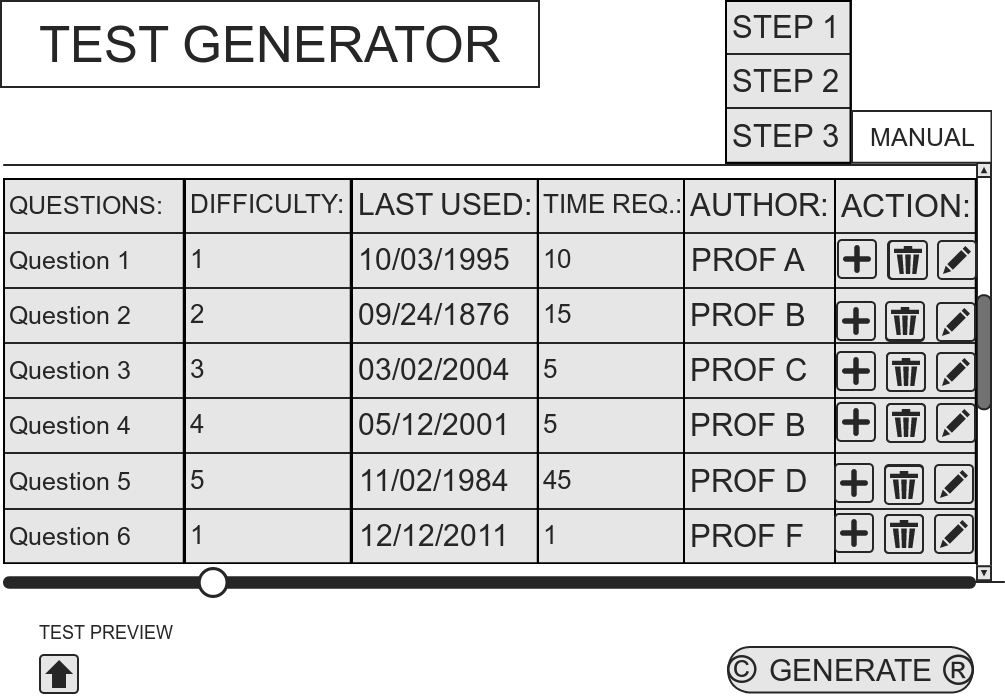 TEST GENERATOR
STEP 1
STEP 2
STEP 3
MANUAL
QUESTIONS: DIFFICULTY: LAST USED: TIME REQ.: AUTHOR: ACTION:
Question 1 1 10/03/1995 10 PROF A
Question 2 2 09/24/1876 15 PROF B
Question 3 3 03/02/2004 5 PROF C
Question 4 4 05/12/2001 5 PROF B
Question 5 5 11/02/1984 45 PROF D
Question 6 1 12/12/2011 1 PROF F
TEST PREVIEW
© GENERATE ®